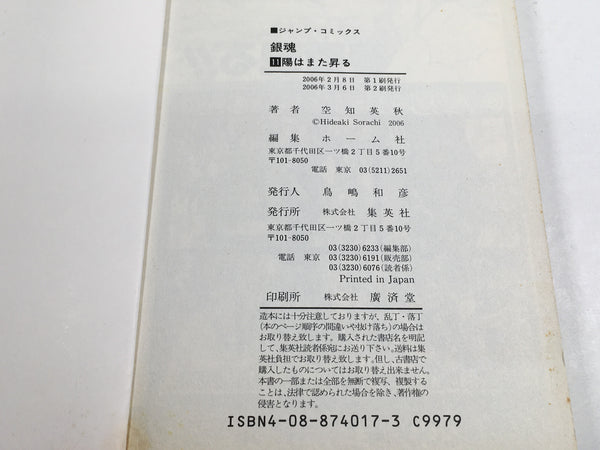 ■ジャンプ・コミックス
銀魂
11陽はまた昇る
2006年2月8日 第1刷発行
2006年3月6日 第2刷発行
著者 空知英秋
©Hideaki Sorachi 2006
編集 ホーム社
東京都千代田区一ツ橋2丁目5番10号
〒101-8050
電話 東京 03(5211)2651
発行人 鳥嶋和彦
発行所 株式会社 集英社
東京都千代田区一ツ橋2丁目5番10号
〒101-8050
03(3230)6233(編集部)
電話 東京 03(3230)6191(販売部)
03(3230)6076(読者係)
Printed in Japan
印刷所 株式会社 廣済堂
造本には十分注意しておりますが、乱丁・落丁
(本のページ順序の間違いや抜け落ち)の場合は
お取り替え致します。購入された書店名を明記
して、集英社読者係宛にお送り下さい。送料は集
英社負担でお取り替え致します。但し、古書店で
購入したものについてはお取り替え出来ません。
本書の一部または全部を無断で複写、複製する
ことは、法律で認められた場合を除き、著作権の
侵害となります。
ISBN4-08-874017-3 C9979